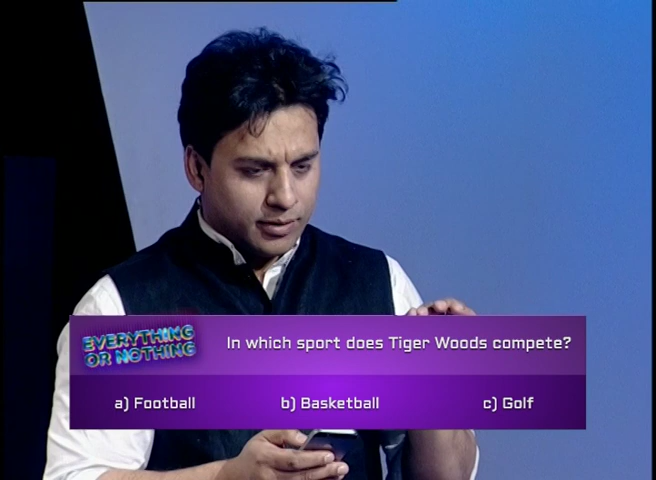 EVERYTHING
OR NOTHING
In which sport does Tiger Woods compete?
a) Football
b) Basketball
c) Golf